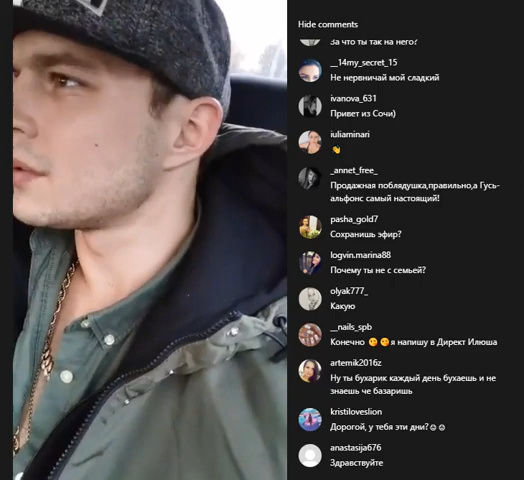 Hide comments
За что ты так на него?
__14my_secret_15
Не нервничай мой сладкий
ivanova_631
Привет из Сочи)
iuliaminari
👏
_annet_free_
Продажная поблядушка,правильно,а Гусь-
альфонс самый настоящий!
pasha_gold7
Сохранишь эфир?
logvin.marina88
Почему ты не с семьей?
olyak777_
Какую
__nails_spb
Конечно 😘😘я напишу в Директ Илюша
artemik2016z
Ну ты бухарик каждый день бухаешь и не
знаешь че базаришь
kristiloveslion
Дорогой, у тебя эти дни?☺☺
anastasija676
Здравствуйте